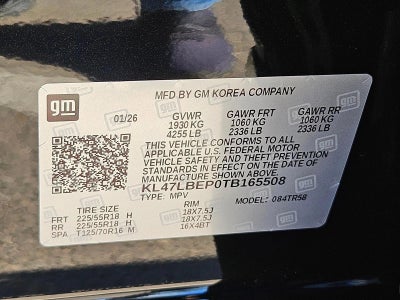 gm
MFD BY GM KOREA COMPANY
01/26 GVWR GAWR FRT GAWR RR
1930 KG 1060 KG 1060 KG
4255 LB 2336 LB 2336 LB
THIS VEHICLE CONFORMS TO ALL
APPLICABLE U.S. FEDERAL MOTOR
VEHICLE SAFETY AND THEFT PREVENTION
STANDARDS IN EFFECT ON THE DATE OF
MANUFACTURE SHOWN ABOVE.
KL47LBEP0TB165508
TYPE: MPV MODEL: 084TR58
TIRE SIZE RIM
FRT 225/55R18 H 18X7.5J
RR 225/55R18 H 18X7.5J
SPA T125/70R16 M 16X4BT